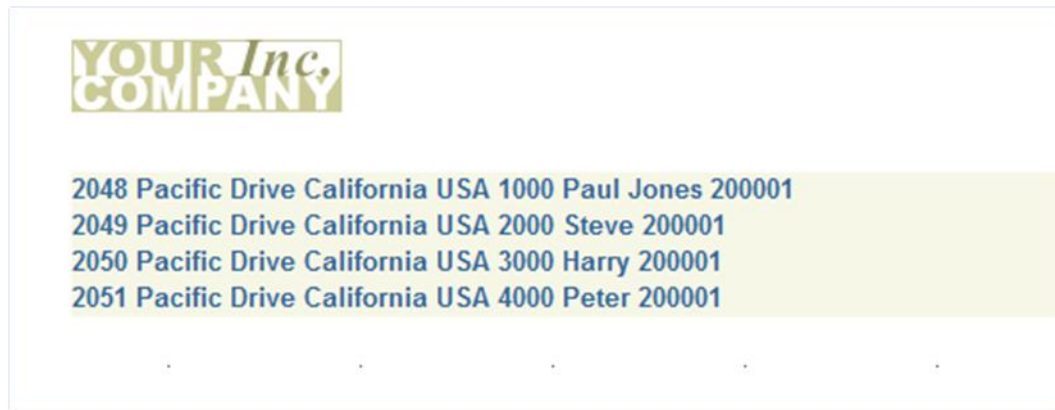 YOUR Inc.
COMPANY
2048 Pacific Drive California USA 1000 Paul Jones 200001
2049 Pacific Drive California USA 2000 Steve 200001
2050 Pacific Drive California USA 3000 Harry 200001
2051 Pacific Drive California USA 4000 Peter 200001